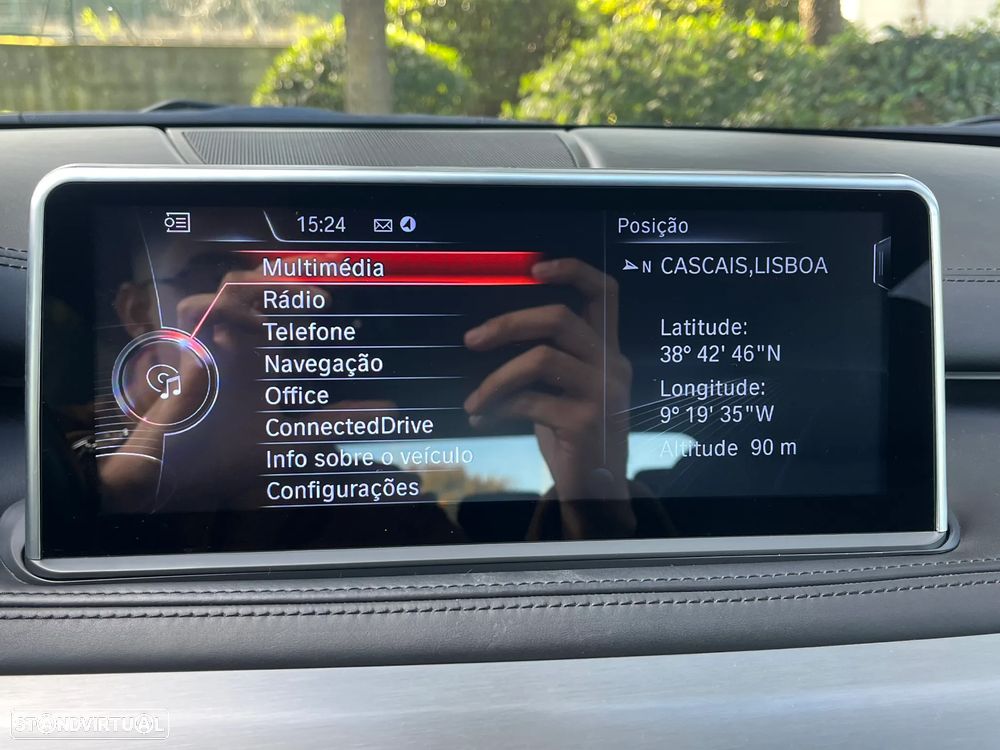 15:24
Multimédia
Rádio
Telefone
Navegação
Office
ConnectedDrive
Info sobre o veículo
Configurações
Posição
N CASCAIS,LISBOA
Latitude:
38° 42' 46"N
Longitude:
9° 19' 35"W
Altitude 90 m
STANDVIRTUAL